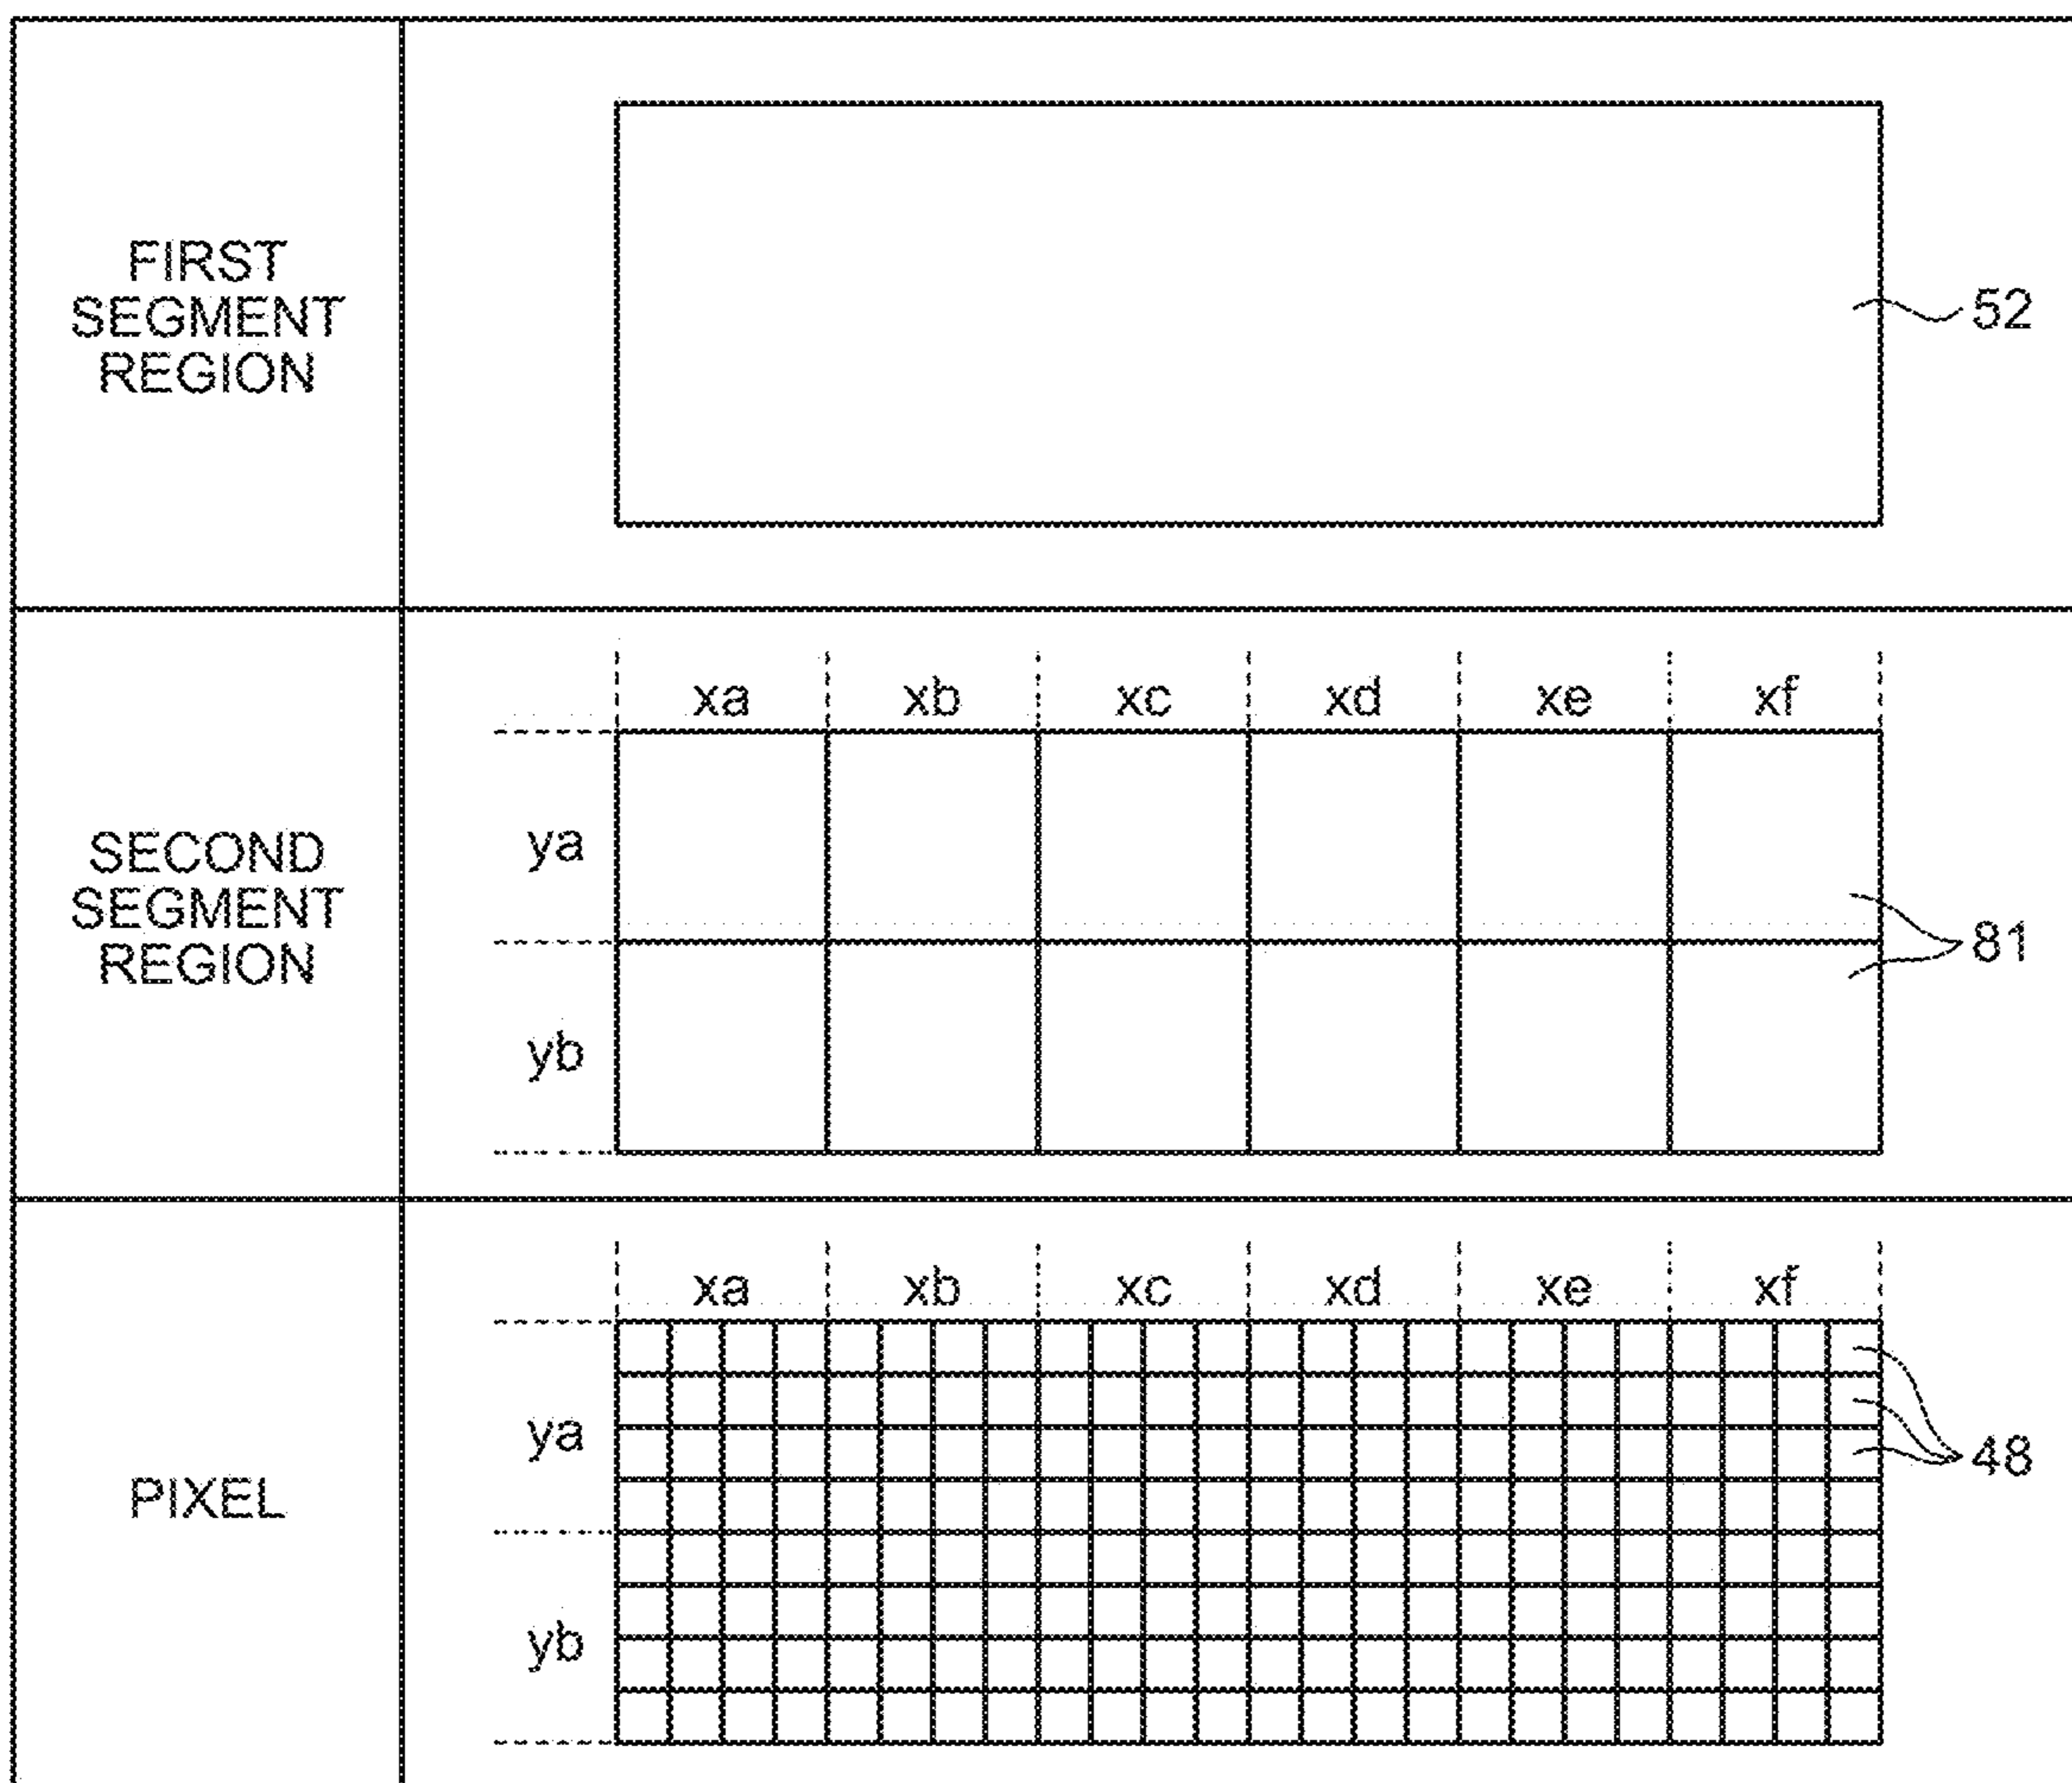 FIRST
SEGMENT
REGION
52
SECOND
SEGMENT
REGION
xa xb xc xd xe xf
ya
81
yb
PIXEL
xa xb xc xd xe xf
ya
48
yb